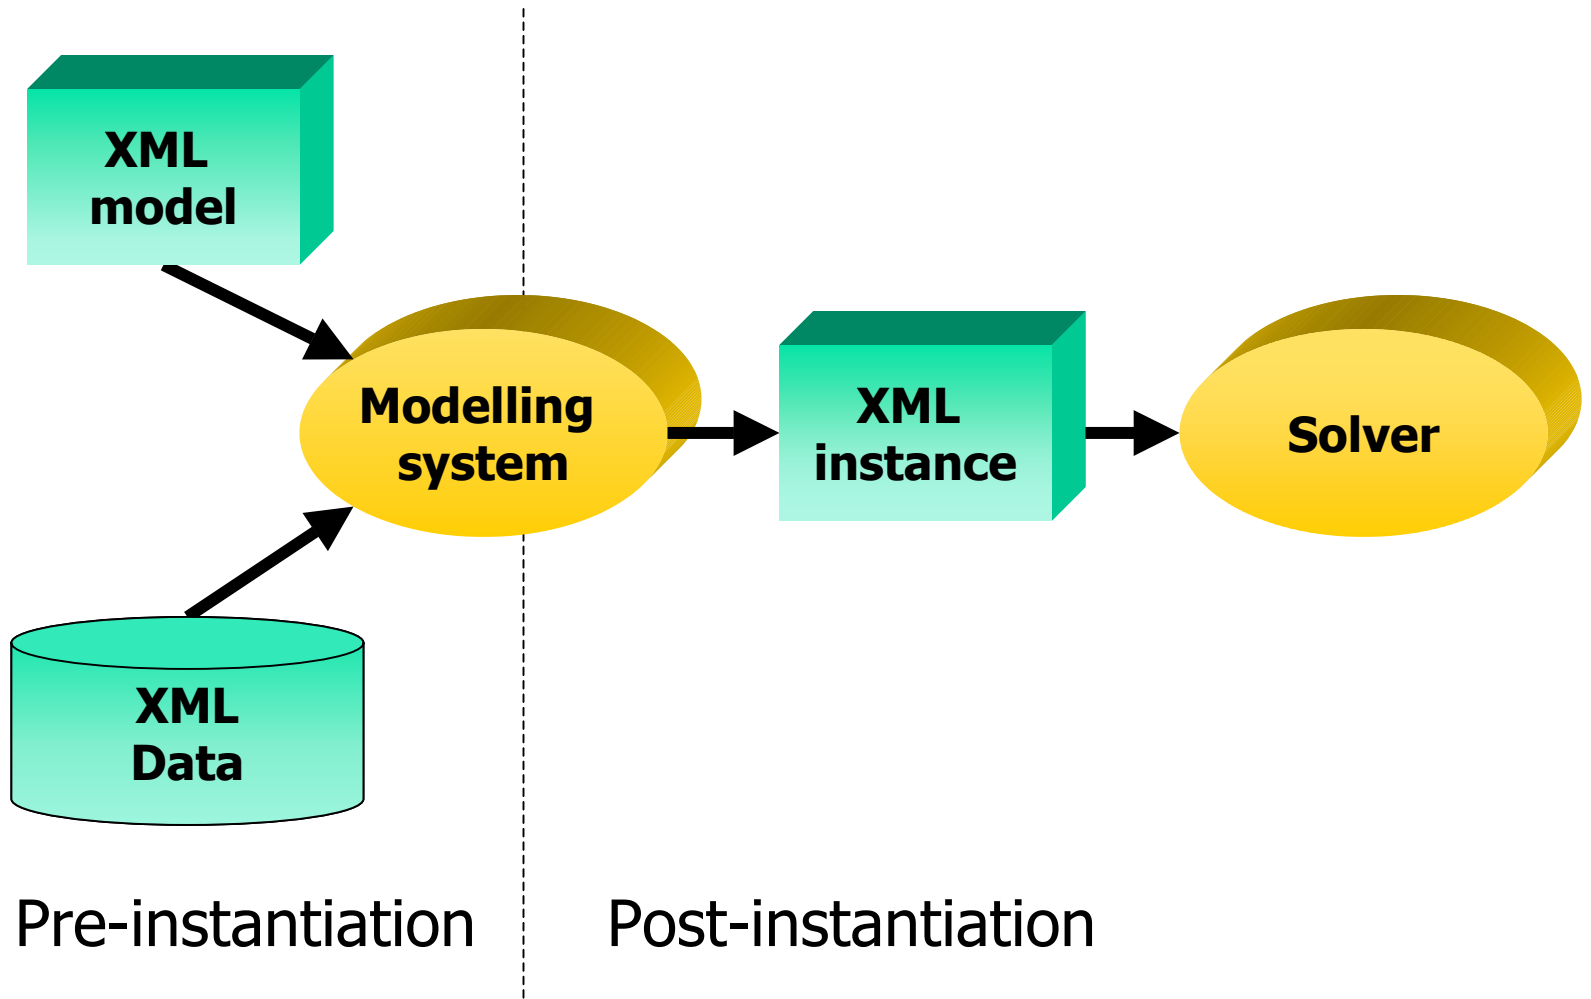 XML
model
Modelling
system
XML
instance
Solver
XML
Data
Pre-instantiation
Post-instantiation